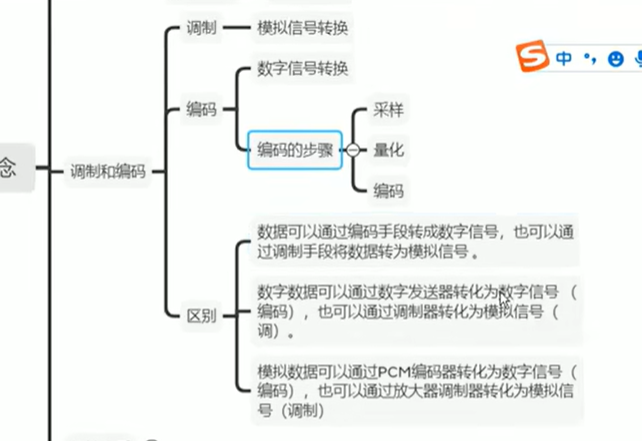 调制
模拟信号转换
数字信号转换
编码
采样
编码的步骤
量化
编码
念
调制和编码
数据可以通过编码手段转成数字信号，也可以通
过调制手段将数据转为模拟信号。
区别
数字数据可以通过数字发送器转化为数字信号（
编码），也可以通过调制器转化为模拟信号（
调）。
模拟数据可以通过PCM编码器转化为数字信号（
编码），也可以通过放大器调制器转化为模拟信
号（调制）
S 中